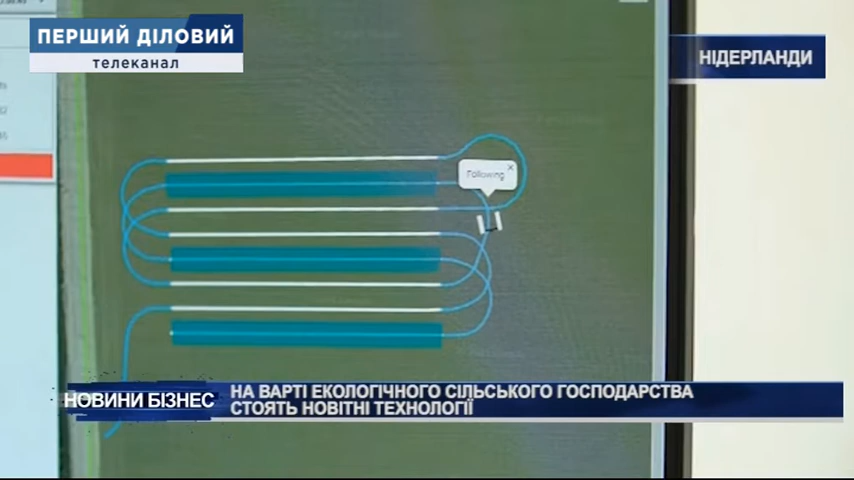 ПЕРШИЙ ДІЛОВИЙ
телеканал
НІДЕРЛАНДИ
Following
НОВИНИ БІЗНЕС
НА ВАРТІ ЕКОЛОГІЧНОГО СІЛЬСЬКОГО ГОСПОДАРСТВА
СТОЯТЬ НОВІТНІ ТЕХНОЛОГІЇ